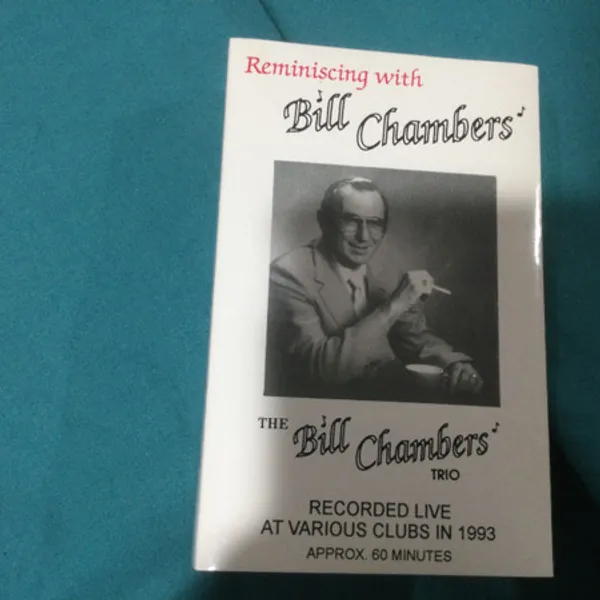 Reminiscing with
Bill Chambers'
THE Bill Chambers'
TRIO
RECORDED LIVE
AT VARIOUS CLUBS IN 1993
APPROX. 60 MINUTES